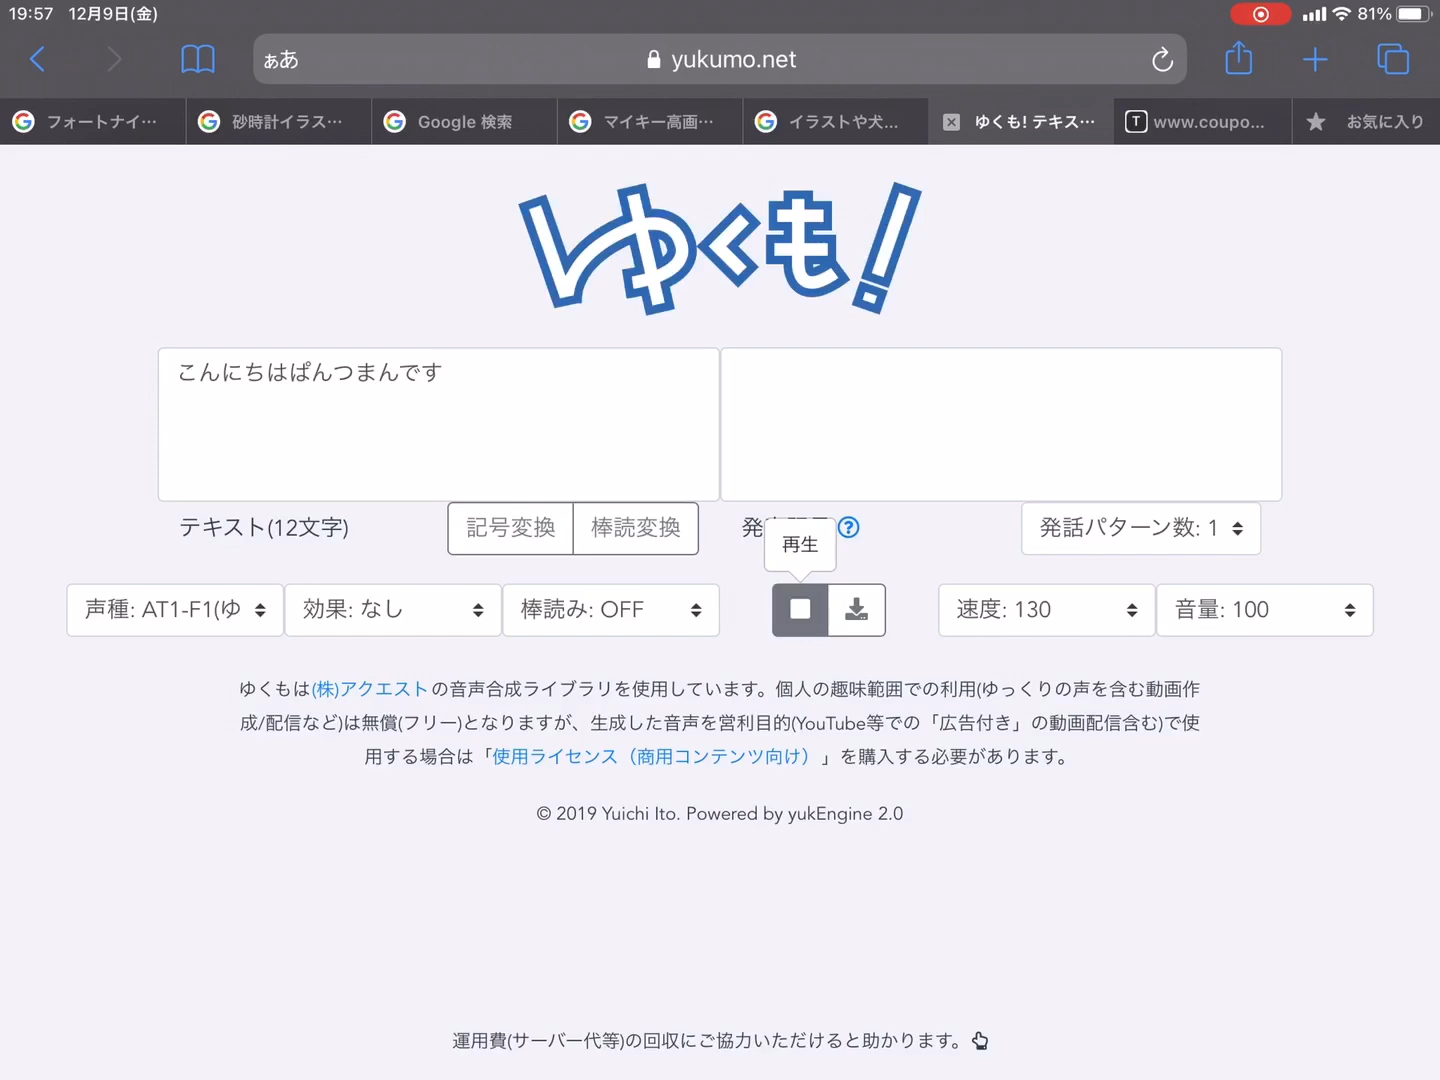 19:57 12月9日(金)
81%
ぁあ
yukumo.net
フォートナイ…
砂時計イラス…
Google 検索
マイキー高画…
イラストや犬...
ゆくも! テキス…
www.coupo...
お気に入り
ゆくも!
こんにちはぱんつまんです
テキスト(12文字)
記号変換
棒読変換
発
再生
発話パターン数: 1
声種: AT1-F1(ゆ
効果: なし
棒読み: OFF
速度: 130
音量: 100
ゆくもは(株)アクエストの音声合成ライブラリを使用しています。個人の趣味範囲での利用(ゆっくりの声を含む動画作
成/配信など)は無償(フリー)となりますが、生成した音声を営利目的(YouTube等での「広告付き」の動画配信含む)で使
用する場合は「使用ライセンス（商用コンテンツ向け）」を購入する必要があります。
© 2019 Yuichi Ito. Powered by yukEngine 2.0
運用費(サーバー代等)の回収にご協力いただけると助かります。